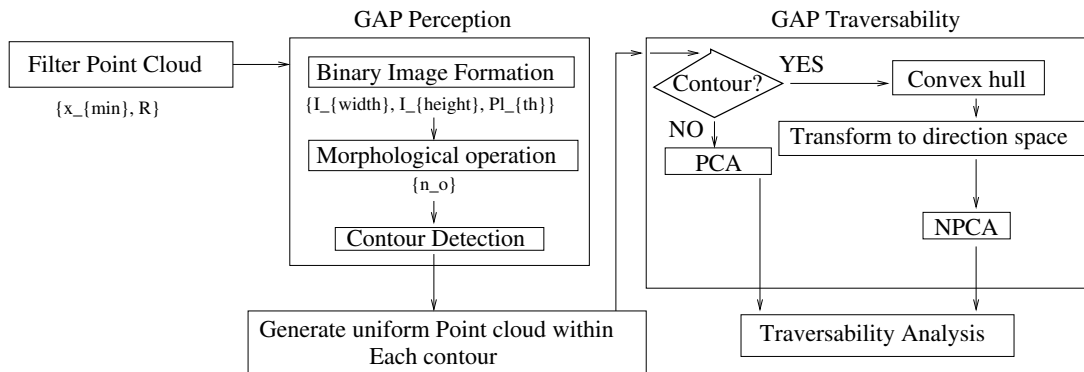 GAP Perception
GAP Traversability
Filter Point Cloud
{x_{min}, R}
Binary Image Formation
{I_{width}, I_{height}, Pl_{th}}
Morphological operation
{n_o}
Contour Detection
Generate uniform Point cloud within
Each contour
Contour?
YES
NO
PCA
Convex hull
Transform to direction space
NPCA
Traversability Analysis